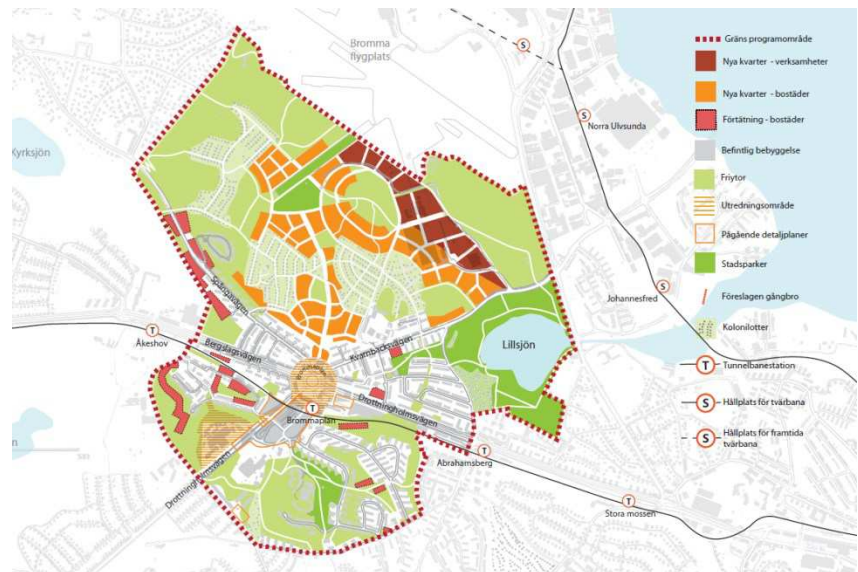 Bromma
flygplats
S
S
Norra Ulvsunda
Kyrksjön
S
Johannesfred
Spångavägen
T
Åkeshov
Bergslagsvägen
Kvarnbacksvägen
Lillsjön
T
Brommaplan
Drottningholmsvägen
Drottningholmsvägen
T
Abrahamsberg
T
Stora mossen
Gräns programområde
Nya kvarter - verksamheter
Nya kvarter - bostäder
Förtätning - bostäder
Befintlig bebyggelse
Friytor
Utredningsområde
Pågående detaljplaner
Stadsparker
Föreslagen gångbro
Kolonilotter
T
Tunnelbanestation
S
Hållplats för tvärbana
S
Hållplats för framtida
tvärbana